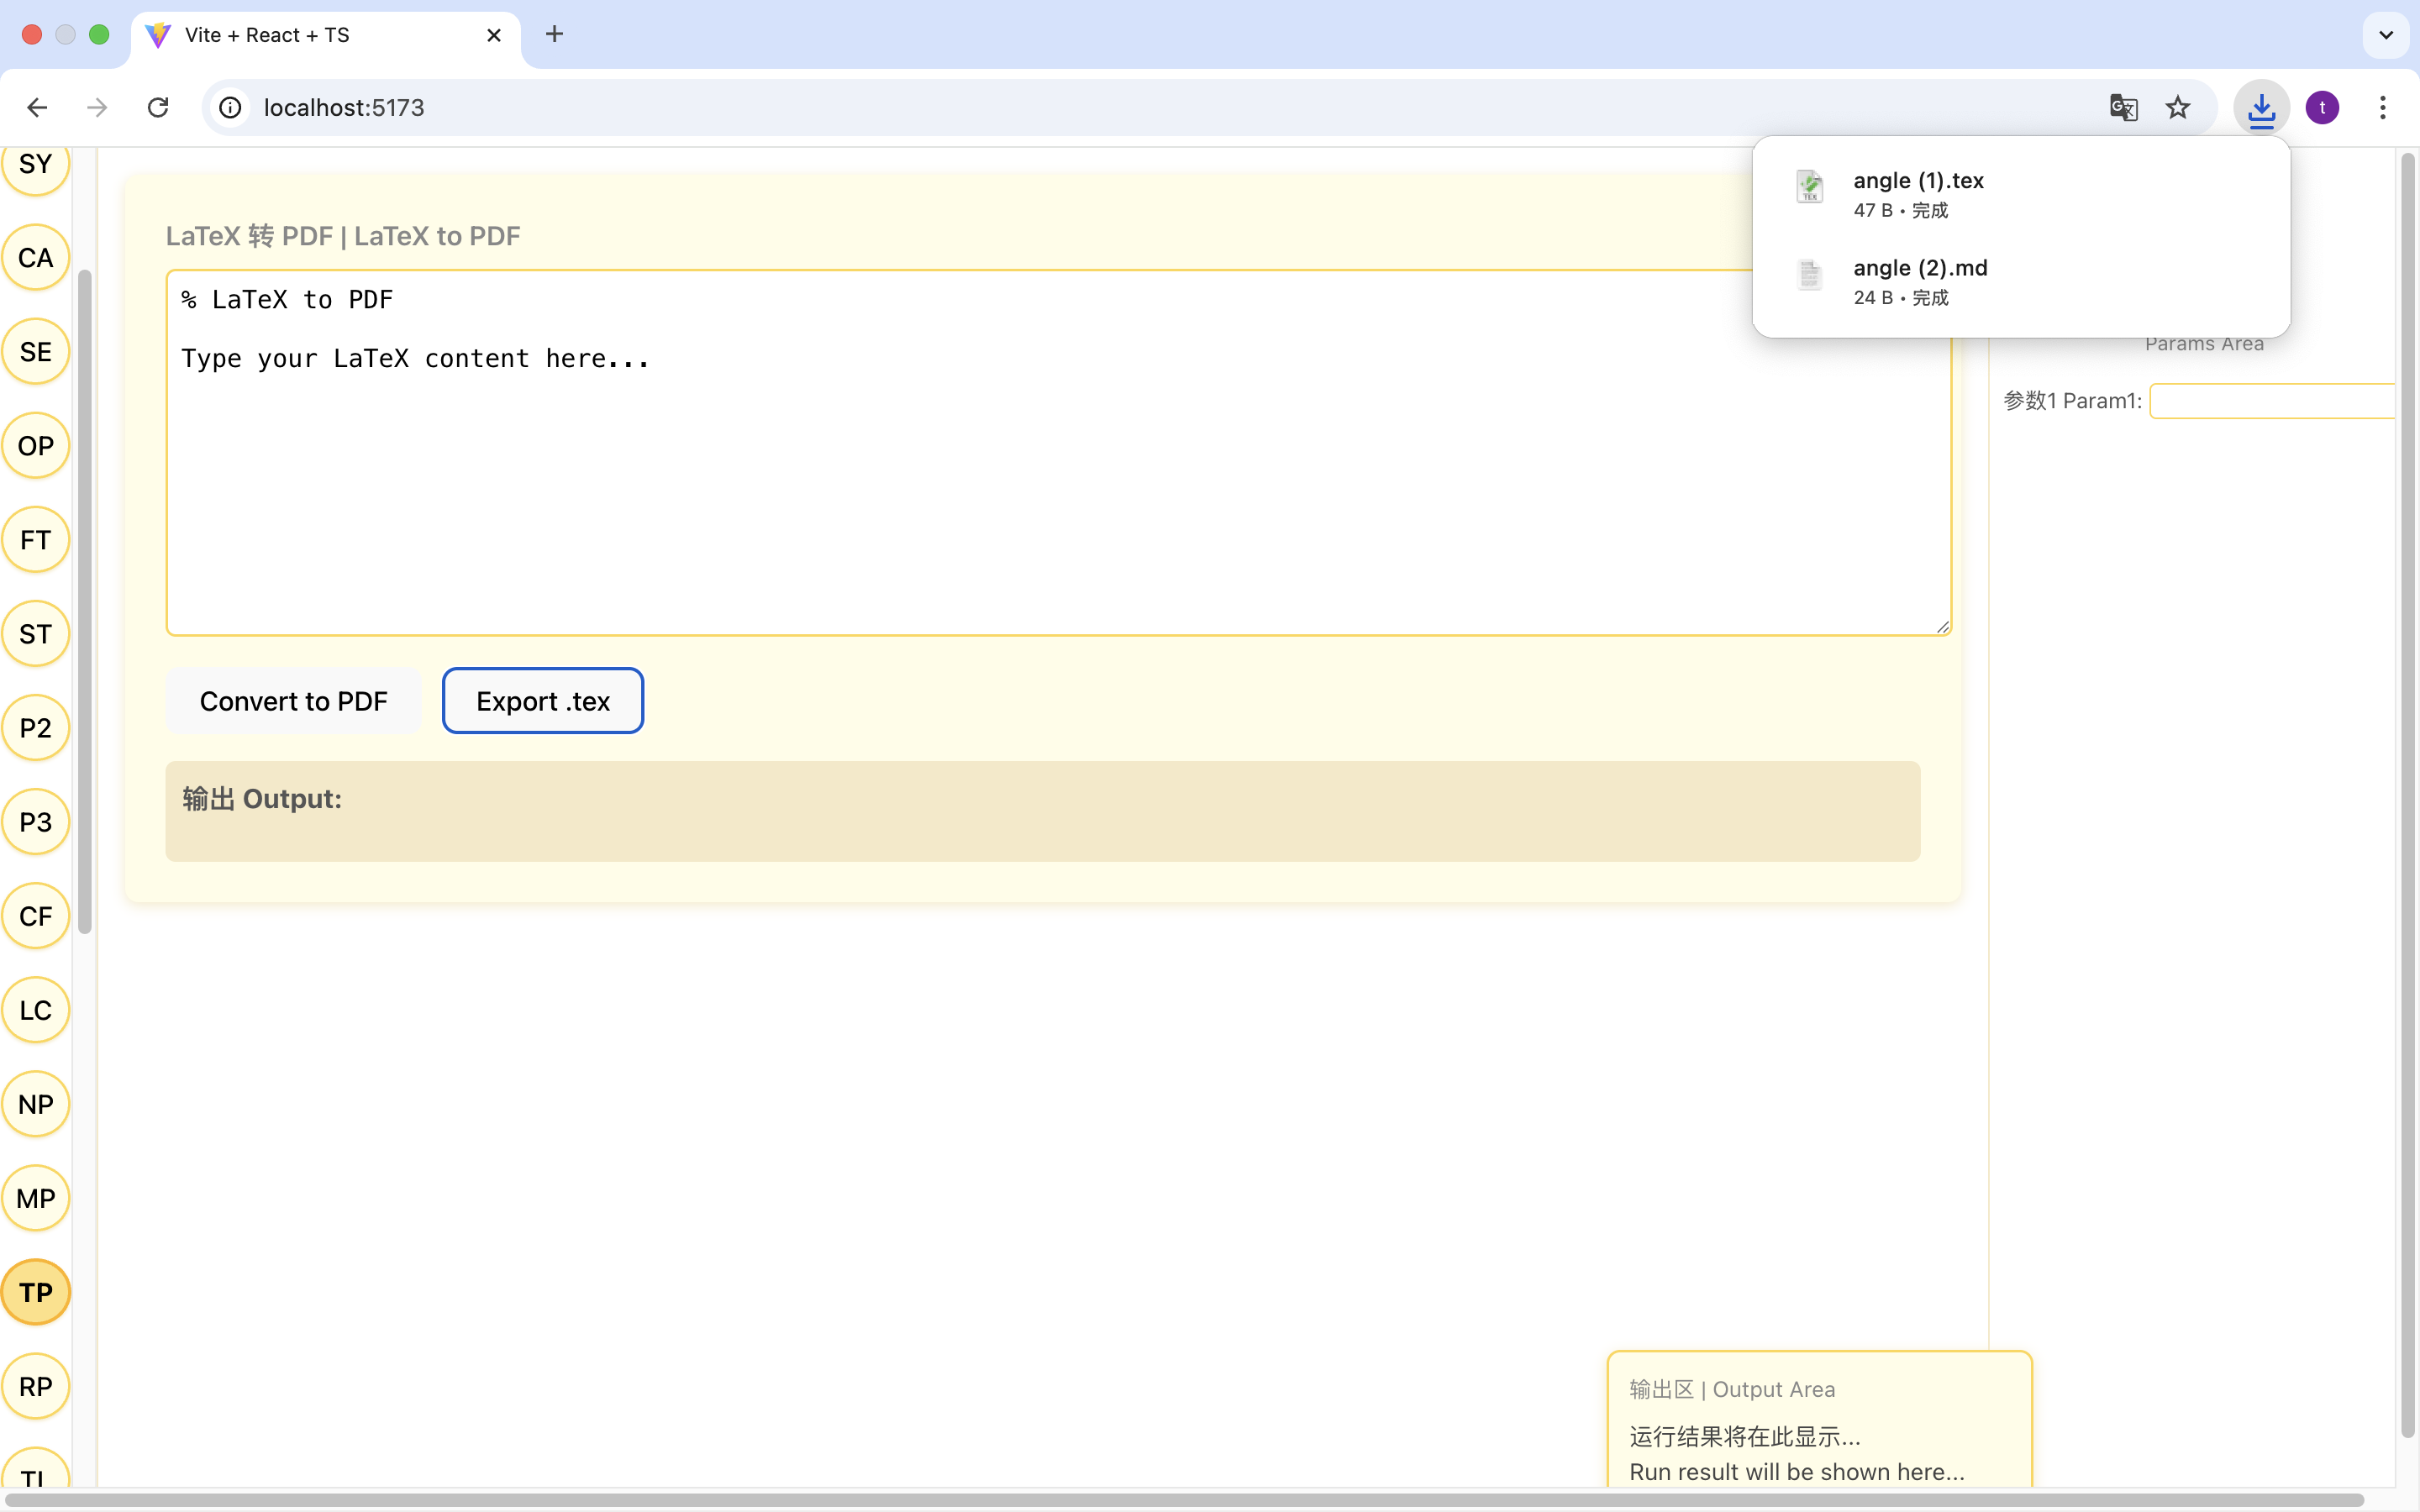 Vite + React + TS
localhost:5173
t
angle (1).tex
47 B • 完成
angle (2).md
24 B • 完成
SY
CA
SE
OP
FT
ST
P2
P3
CF
LC
NP
MP
TP
RP
TL
LaTeX 转 PDF | LaTeX to PDF
% LaTeX to PDF
Type your LaTeX content here...
Convert to PDF
Export .tex
输出 Output:
Params Area
参数1 Param1:
输出区 | Output Area
运行结果将在此显示...
Run result will be shown here...